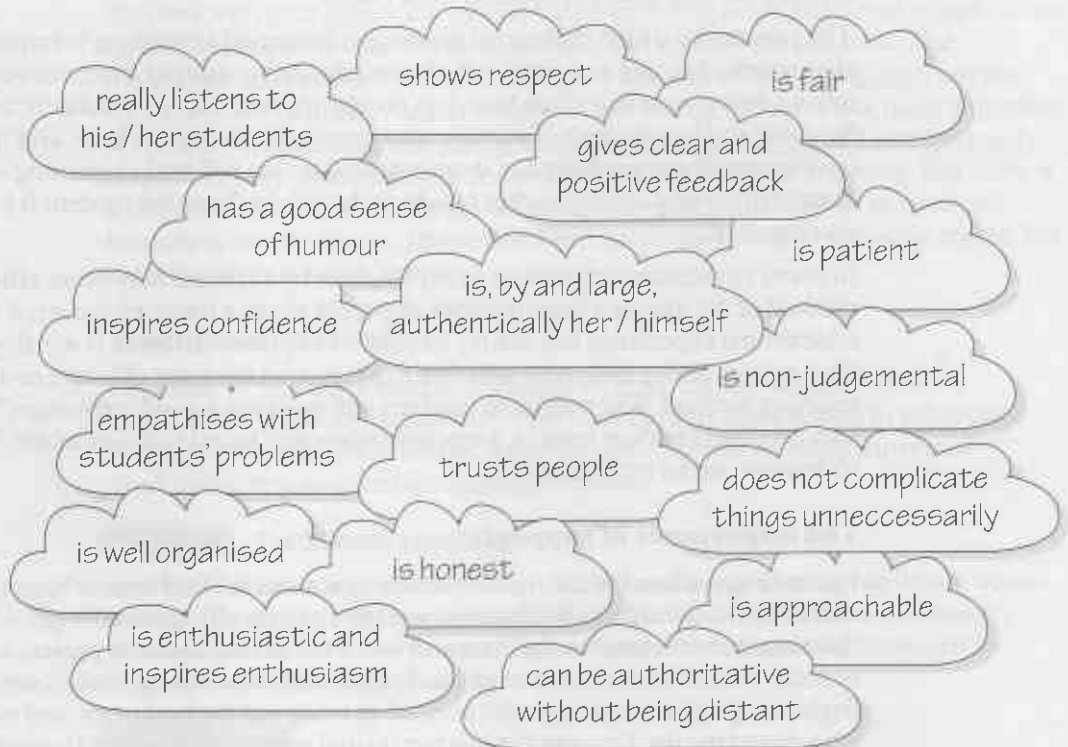 really listens to
his / her students
shows respect
is fair
gives clear and
positive feedback
has a good sense
of humour
is patient
is, by and large,
authentically her / himself
inspires confidence
is non-judgemental
empathises with
students' problems
trusts people
does not complicate
things unneccessarily
is well organised
is honest
is approachable
is enthusiastic and
inspires enthusiasm
can be authoritative
without being distant